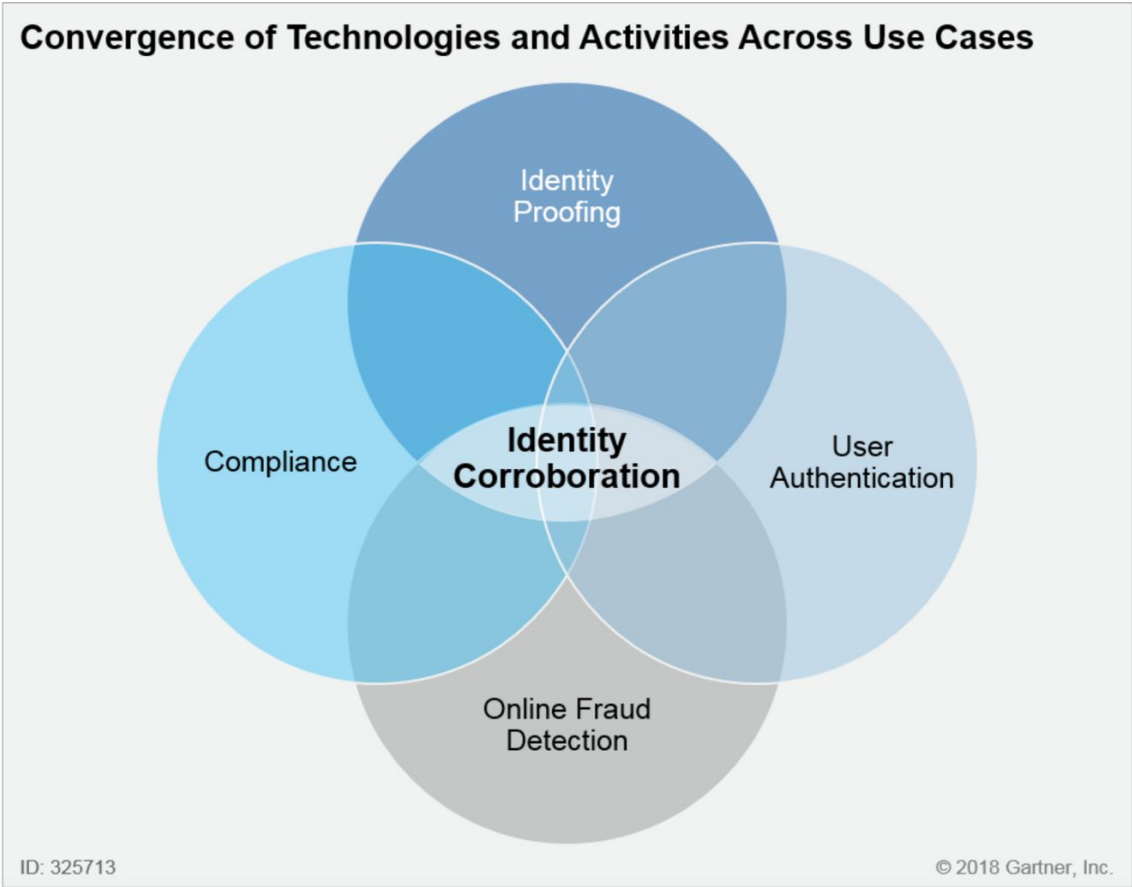 Convergence of Technologies and Activities Across Use Cases
Identity
Proofing
Compliance
Identity
Corroboration
User
Authentication
Online Fraud
Detection
ID: 325713
© 2018 Gartner, Inc.